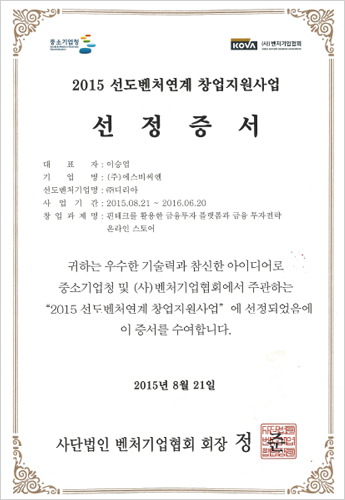 중소기업청
KOVA (사)벤처기업협회
2015 선도벤처연계 창업지원사업
선 정 증 서
대 표 자 : 이승엽
기 업 명 : (주)에스비씨엔
선도벤처기업명 : ㈜디리아
사 업 기 간 : 2015.08.21 ~ 2016.06.20
창 업 과 제 명 : 핀테크를 활용한 금융투자 플랫폼과 금융 투자전략
온라인 스토어
귀하는 우수한 기술력과 참신한 아이디어로
중소기업청 및 (사)벤처기업협회에서 주관하는
“2015 선도벤처연계 창업지원사업” 에 선정되었음에
이 증서를 수여합니다.
2015년 8월 21일
사단법인 벤처기업협회 회장 정 준